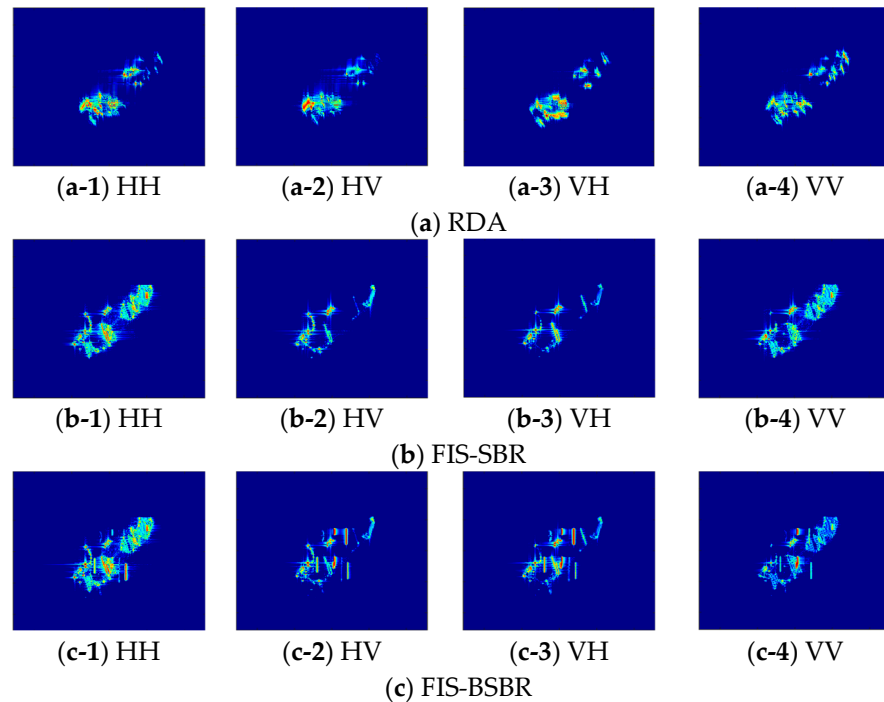 (a-1) HH (a-2) HV (a-3) VH (a-4) VV
(a) RDA
(b-1) HH (b-2) HV (b-3) VH (b-4) VV
(b) FIS-SBR
(c-1) HH (c-2) HV (c-3) VH (c-4) VV
(c) FIS-BSBR